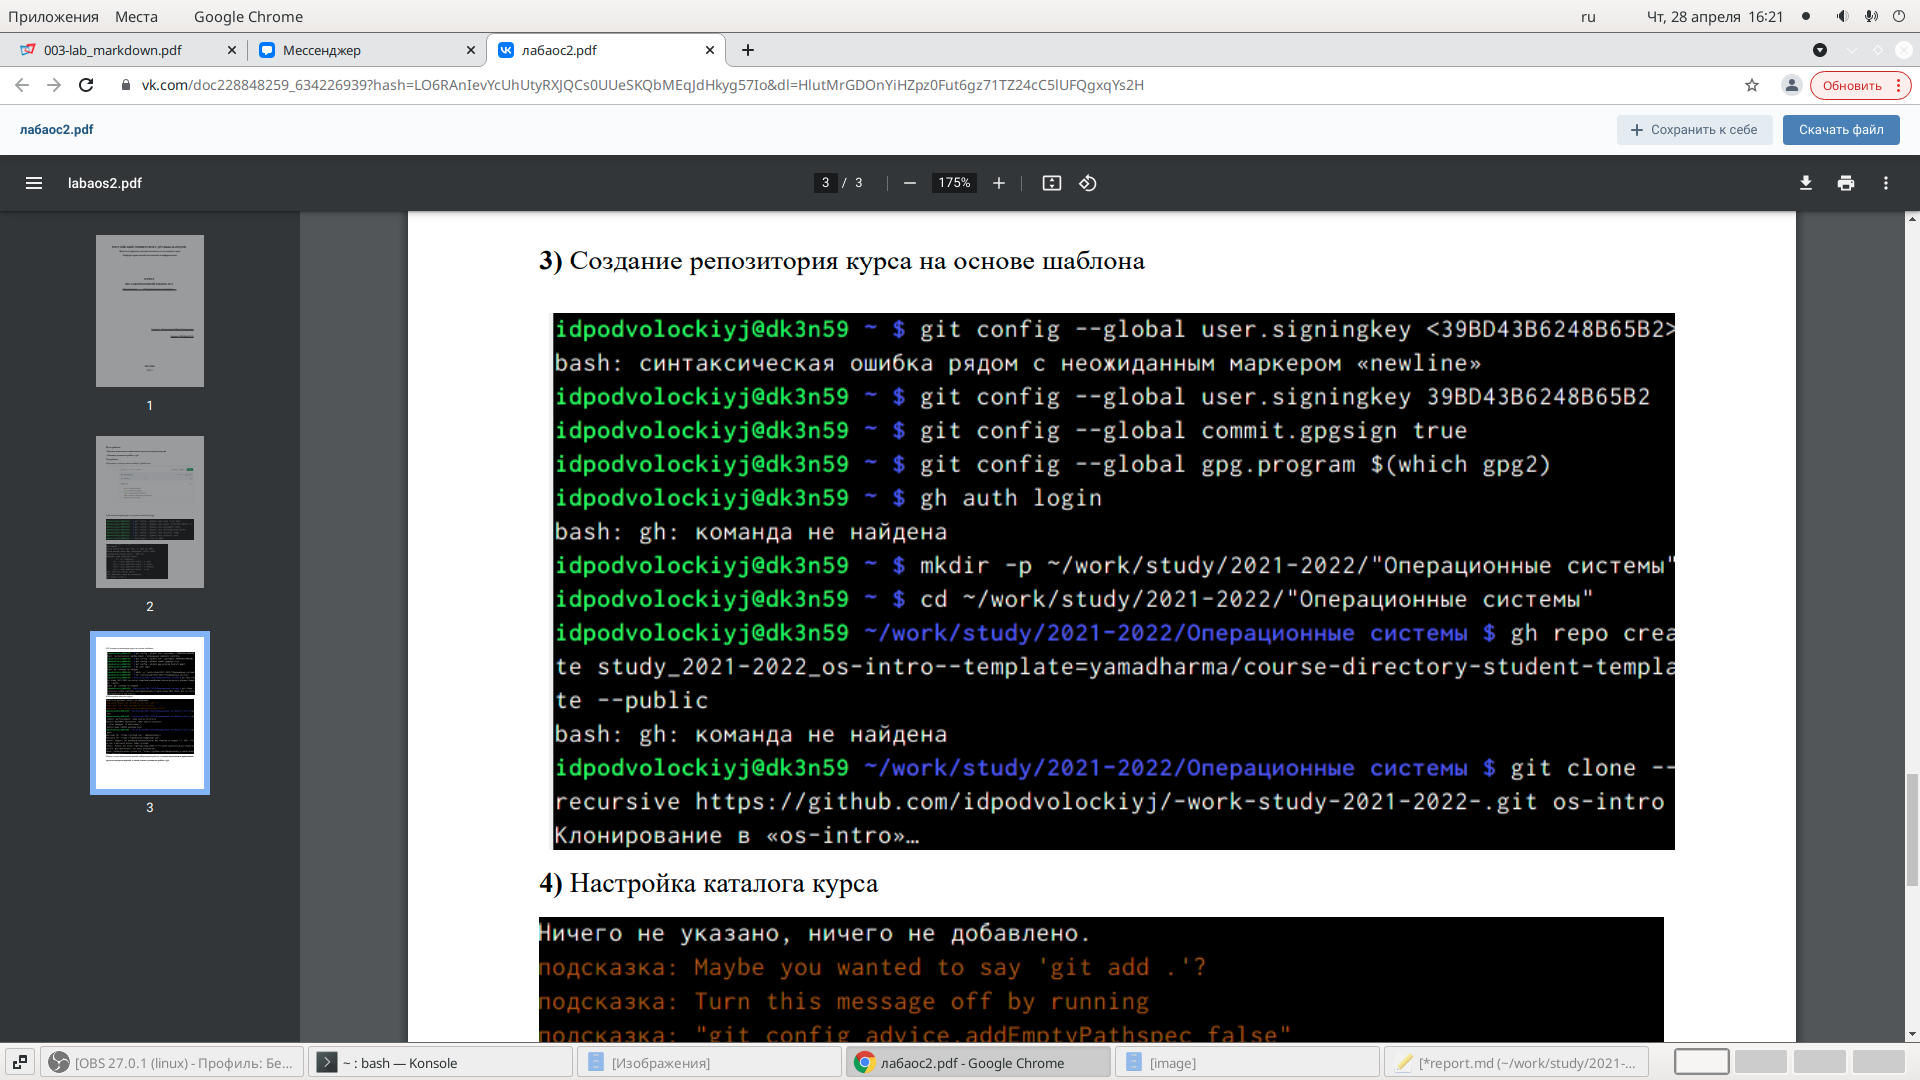 Приложения Места Google Chrome ru Чт, 28 апреля 16:21
003-lab_markdown.pdf Мессенджер лабаос2.pdf
vk.com/doc228848259_634226939?hash=LO6RAnIevYcUhUtyRXJQCs0UUeSKQbMEqJdHkyg57Io&dl=HlutMrGDOnYiHZpz0Fut6gz71TZ24cC5lUFQgxqYs2H Обновить
лабаос2.pdf Сохранить к себе Скачать файл
labaos2.pdf 3 / 3 175%
1
2
3
3) Создание репозитория курса на основе шаблона
idpodvolockiyj@dk3n59 ~ $ git config --global user.signingkey <39BD43B6248B65B2>
bash: синтаксическая ошибка рядом с неожиданным маркером «newline»
idpodvolockiyj@dk3n59 ~ $ git config --global user.signingkey 39BD43B6248B65B2
idpodvolockiyj@dk3n59 ~ $ git config --global commit.gpgsign true
idpodvolockiyj@dk3n59 ~ $ git config --global gpg.program $(which gpg2)
idpodvolockiyj@dk3n59 ~ $ gh auth login
bash: gh: команда не найдена
idpodvolockiyj@dk3n59 ~ $ mkdir -p ~/work/study/2021-2022/"Операционные системы"
idpodvolockiyj@dk3n59 ~ $ cd ~/work/study/2021-2022/"Операционные системы"
idpodvolockiyj@dk3n59 ~/work/study/2021-2022/Операционные системы $ gh repo crea
te study_2021-2022_os-intro--template=yamadharma/course-directory-student-templa
te --public
bash: gh: команда не найдена
idpodvolockiyj@dk3n59 ~/work/study/2021-2022/Операционные системы $ git clone --
recursive https://github.com/idpodvolockiyj/-work-study-2021-2022-.git os-intro
Клонирование в «os-intro»…
4) Настройка каталога курса
Ничего не указано, ничего не добавлено.
подсказка: Maybe you wanted to say 'git add .'?
подсказка: Turn this message off by running
подсказка: "git config advice.addEmptyPathspec false"
[OBS 27.0.1 (linux) - Профиль: Бе... ~ : bash — Konsole [Изображения] лабаос2.pdf - Google Chrome [image] [*report.md (~/work/study/2021-...